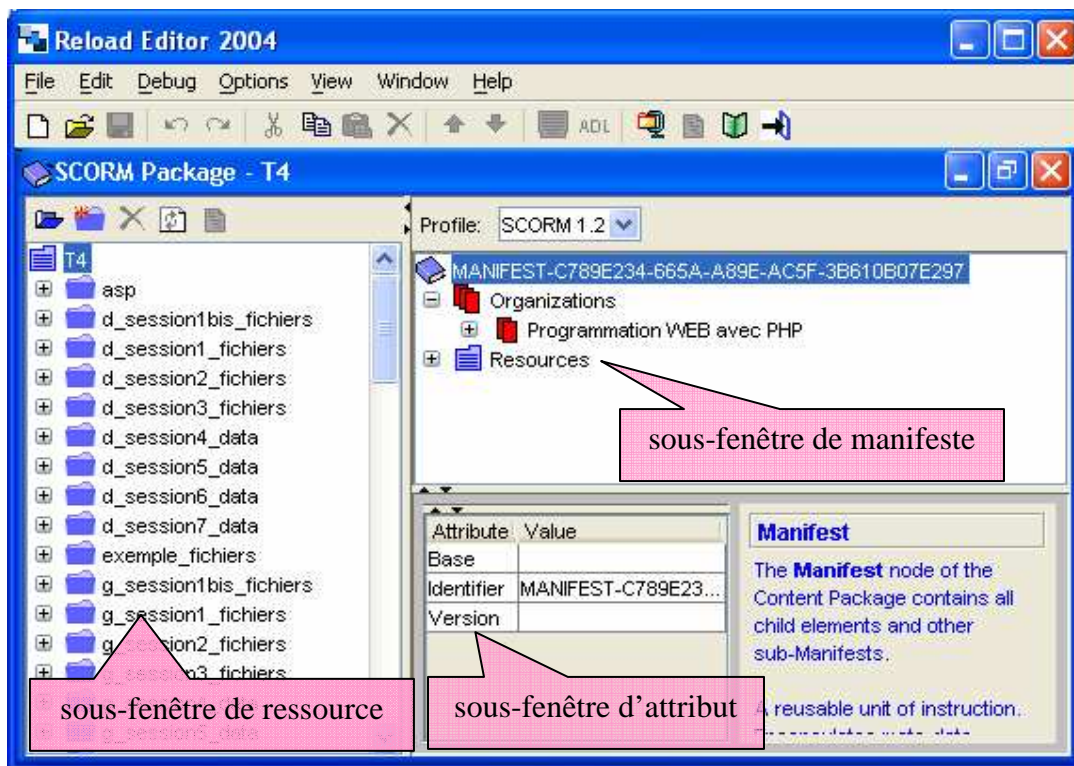 Reload Editor 2004
File Edit Debug Options View Window Help
ADL
SCORM Package - T4
T4
asp
d_session1bis_fichiers
d_session1_fichiers
d_session2_fichiers
d_session3_fichiers
d_session4_data
d_session5_data
d_session6_data
d_session7_data
exemple_fichiers
g_session1bis_fichiers
g_session1_fichiers
g_session2_fichiers
g_session3_fichiers
sous-fenêtre de ressource
Profile: SCORM 1.2
MANIFEST-C789E234-665A-A89E-AC5F-3B610B07E297
Organizations
Programmation WEB avec PHP
Resources
sous-fenêtre de manifeste
Attribute Value
Base
Identifier MANIFEST-C789E23...
Version
sous-fenêtre d'attribut
Manifest
The Manifest node of the
Content Package contains all
child elements and other
sub-Manifests.
A reusable unit of instruction.